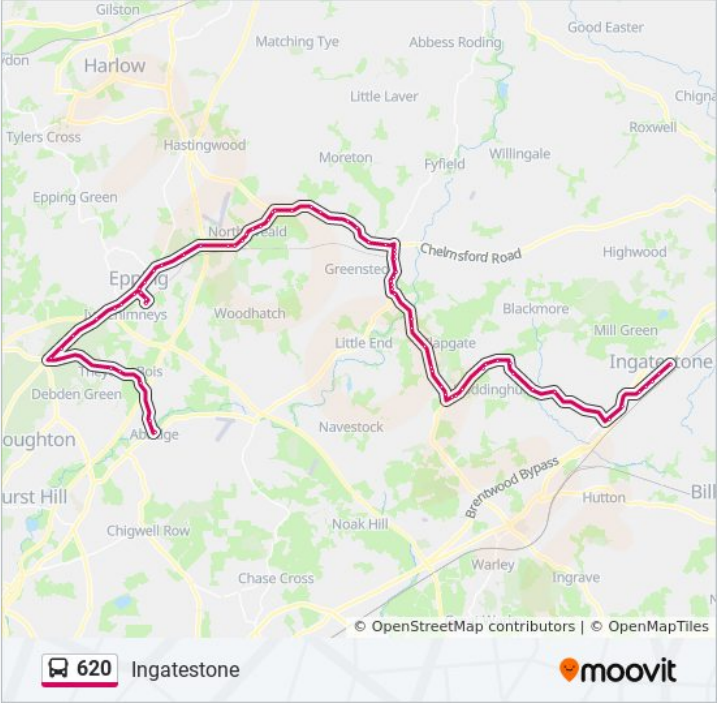 Gilston
Good Easter
Matching Tye
Abbess Roding
Harlow
Little Laver
Chigna
Tylers Cross
Roxwell
Hastingwood
Moreton
Fyfield
Willingale
Epping Green
Chelmsford Road
Highwood
Greensted
Epping
Blackmore
Woodhatch
Mill Green
Little End
Ingatestone
Debden Green
Navestock
oughton
Brentwood Bypass
urst Hill
Bill
Hutton
Noak Hill
Chigwell Row
Warley
Chase Cross
Ingrave
© OpenStreetMap contributors | © OpenMapTiles
620 Ingatestone
moovit